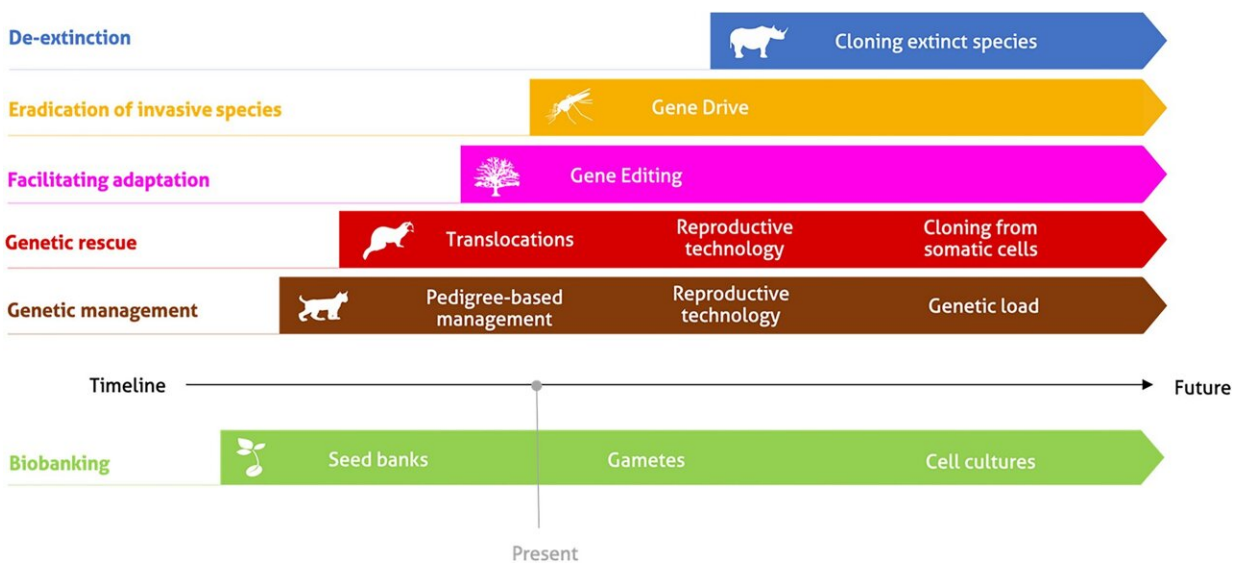 De-extinction
Cloning extinct species
Eradication of invasive species
Gene Drive
Facilitating adaptation
Gene Editing
Genetic rescue
Translocations
Reproductive
technology
Cloning from
somatic cells
Genetic management
Pedigree-based
management
Reproductive
technology
Genetic load
Timeline
Future
Biobanking
Seed banks
Gametes
Cell cultures
Present